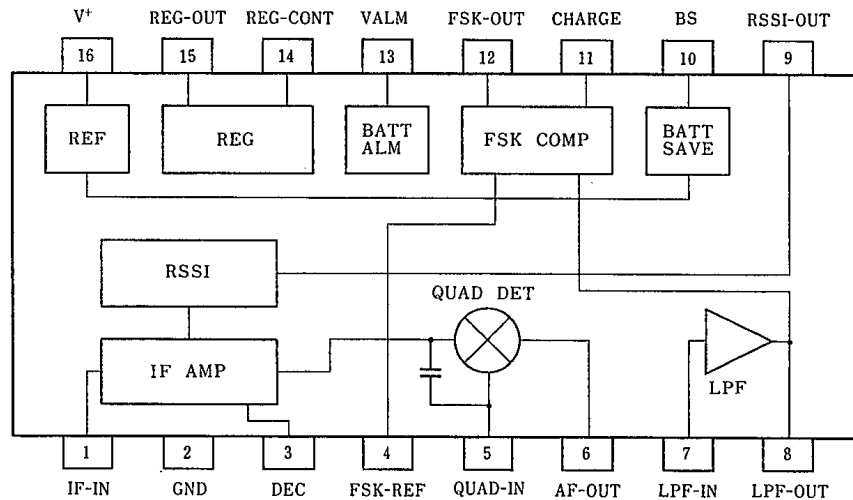 V+ REG-OUT REG-CONT VALM FSK-OUT CHARGE BS RSSI-OUT
16 15 14 13 12 11 10 9
REF REG BATT ALM FSK COMP BATT SAVE
RSSI
QUAD DET
IF AMP
LPF
1 2 3 4 5 6 7 8
IF-IN GND DEC FSK-REF QUAD-IN AF-OUT LPF-IN LPF-OUT